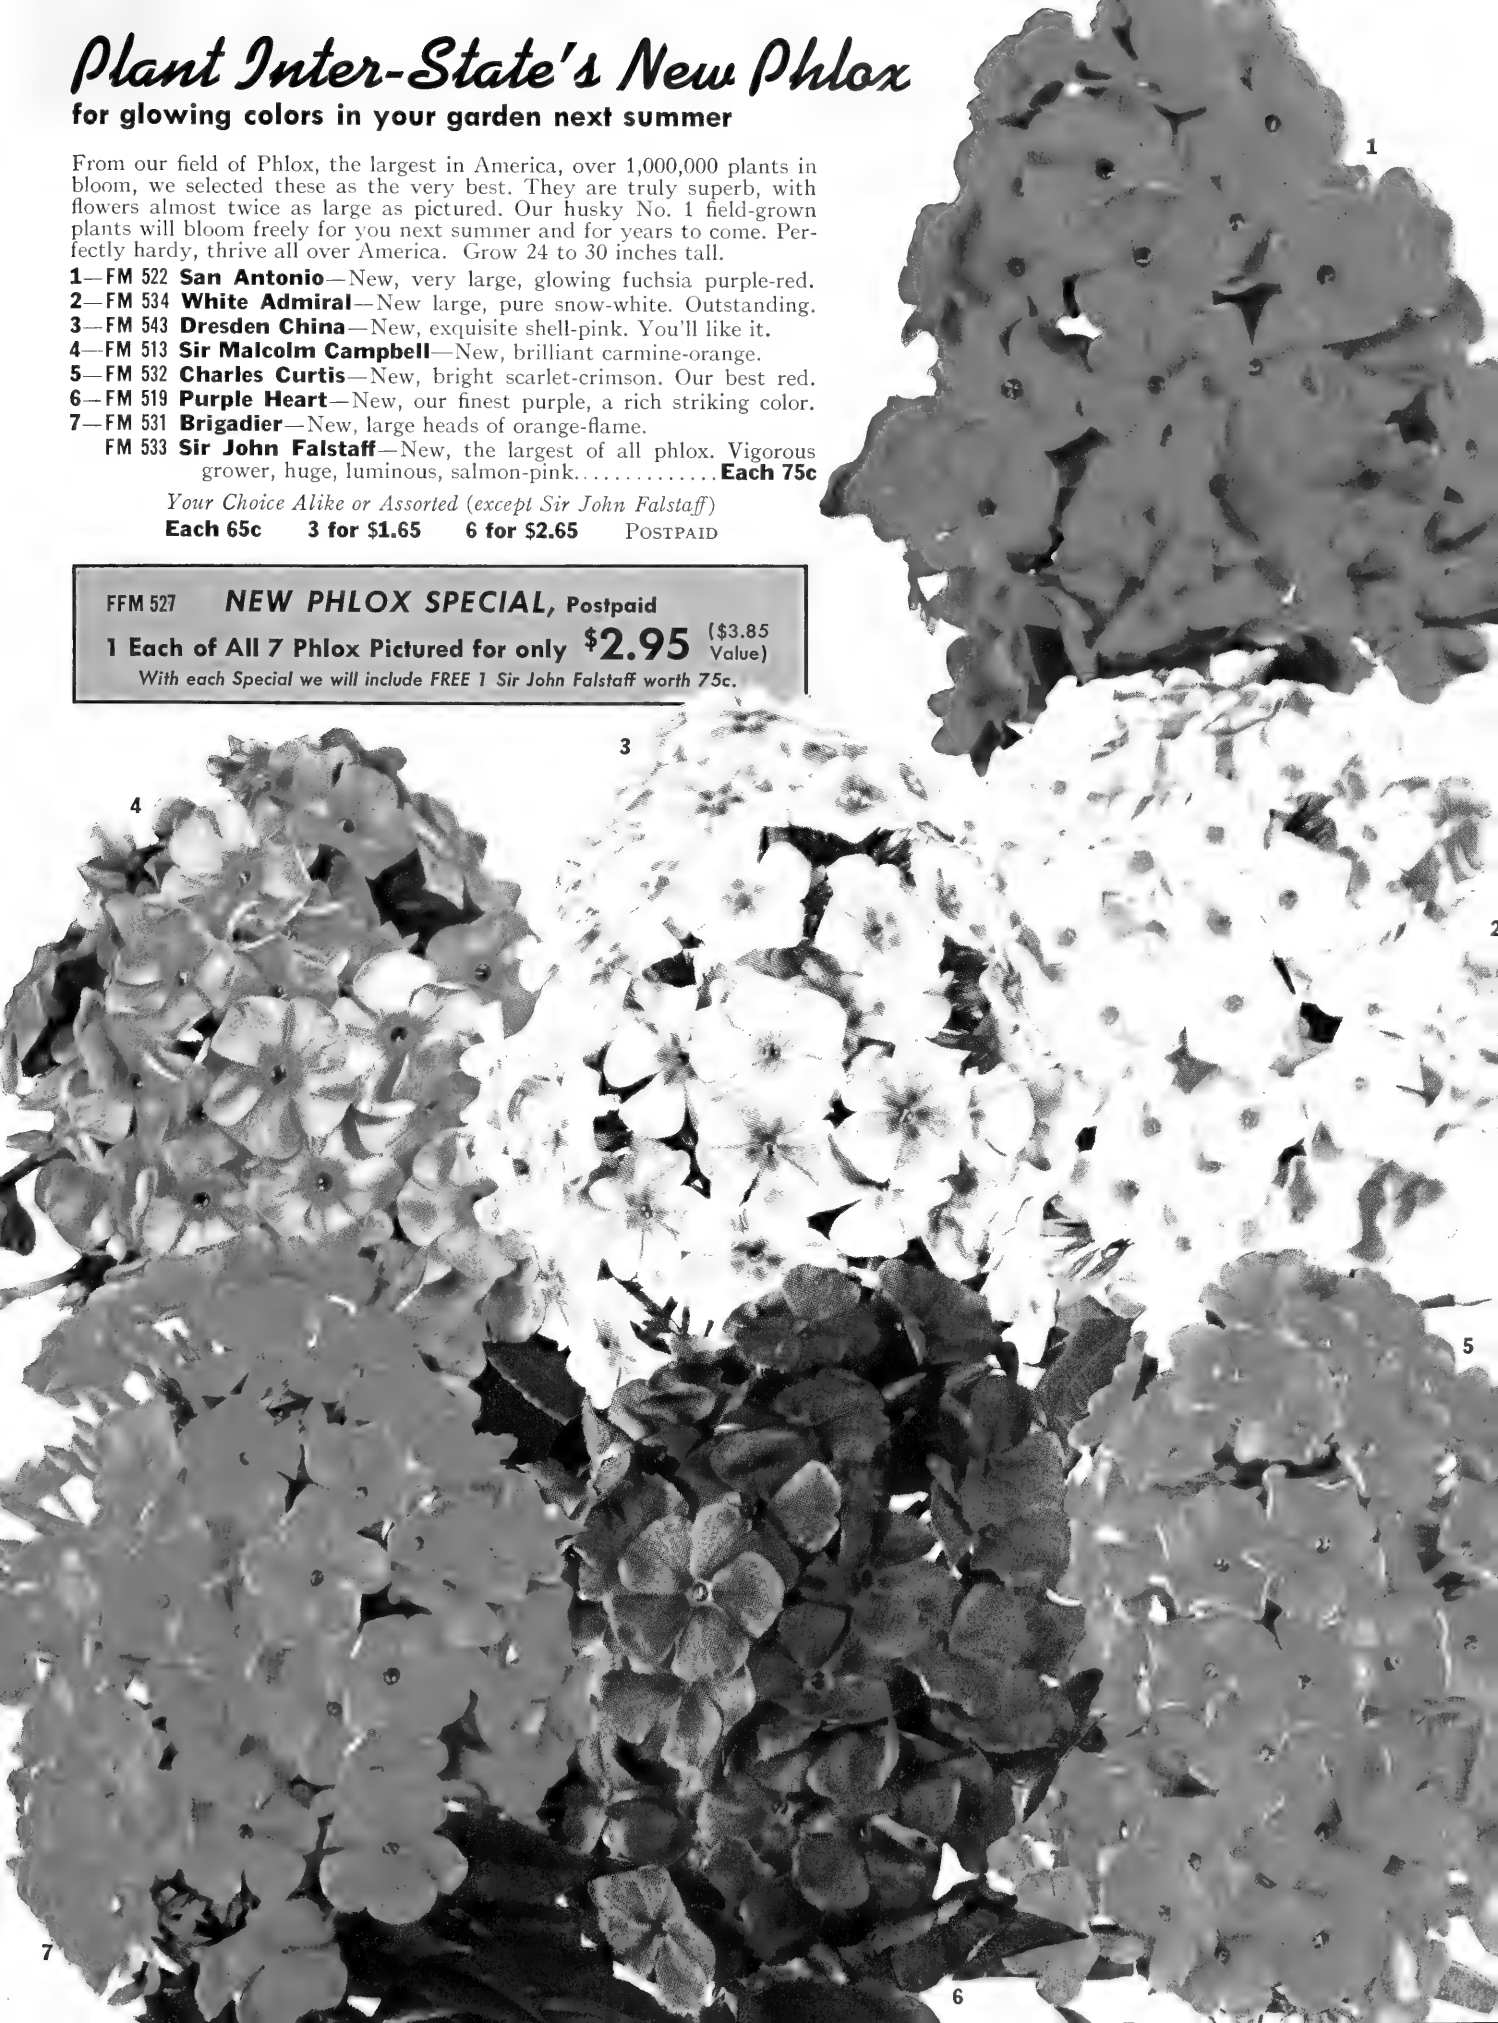 Plant Inter-State's New Phlox
for glowing colors in your garden next summer
From our field of Phlox, the largest in America, over 1,000,000 plants in
bloom, we selected these as the very best. They are truly superb, with
flowers almost twice as large as pictured. Our husky No. 1 field-grown
plants will bloom freely for you next summer and for years to come. Per-
fectly hardy, thrive all over America. Grow 24 to 30 inches tall.
1—FM 522 San Antonio—New, very large, glowing fuchsia purple-red.
2—FM 534 White Admiral—New large, pure snow-white. Outstanding.
3—FM 543 Dresden China—New, exquisite shell-pink. You'll like it.
4—FM 513 Sir Malcolm Campbell—New, brilliant carmine-orange.
5—FM 532 Charles Curtis—New, bright scarlet-crimson. Our best red.
6—FM 519 Purple Heart—New, our finest purple, a rich striking color.
7—FM 531 Brigadier—New, large heads of orange-flame.
FM 533 Sir John Falstaff—New, the largest of all phlox. Vigorous
grower, huge, luminous, salmon-pink.............. Each 75c
Your Choice Alike or Assorted (except Sir John Falstaff)
Each 65c 3 for $1.65 6 for $2.65 POSTPAID
FFM 527 NEW PHLOX SPECIAL, Postpaid
1 Each of All 7 Phlox Pictured for only $2.95 ($3.85 Value)
With each Special we will include FREE 1 Sir John Falstaff worth 75c.
1
3
4
2
5
7
6